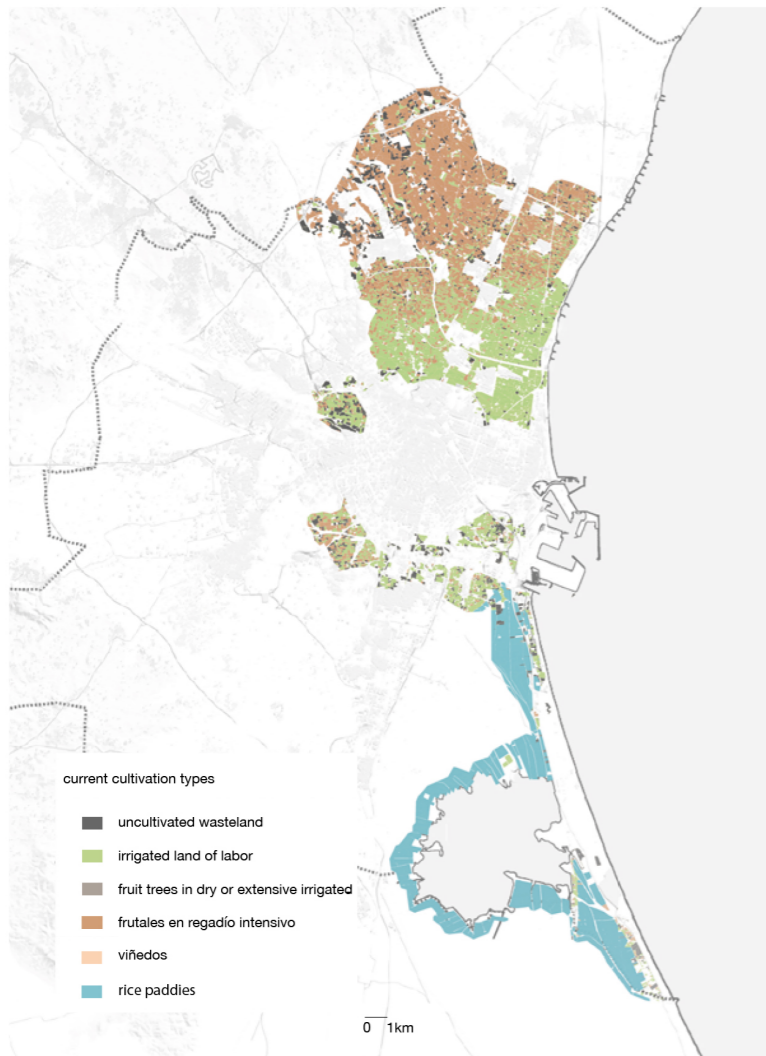 current cultivation types
uncultivated wasteland
irrigated land of labor
fruit trees in dry or extensive irrigated
frutales en regadío intensivo
viñedos
rice paddies
0 1km